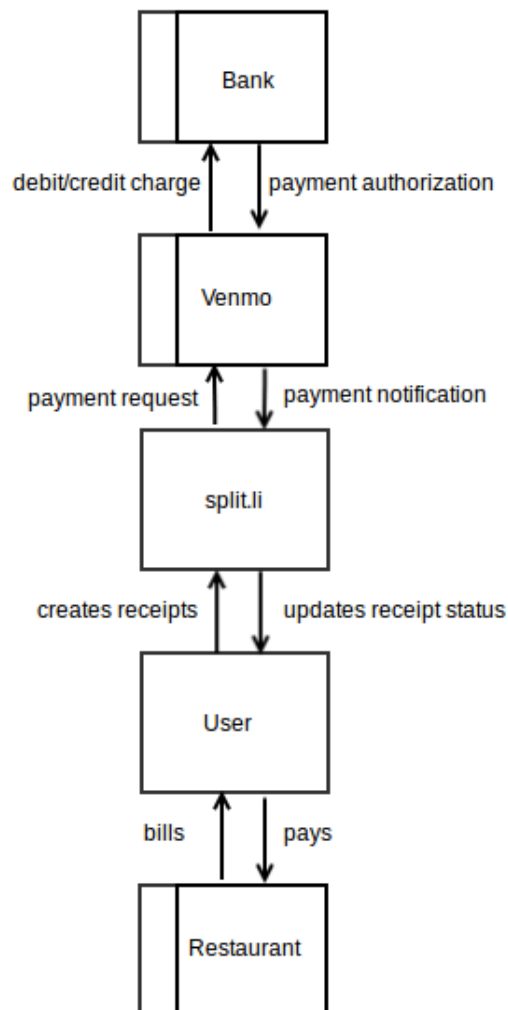 Bank
debit/credit charge
payment authorization
Venmo
payment request
payment notification
split.li
creates receipts
updates receipt status
User
bills
pays
Restaurant